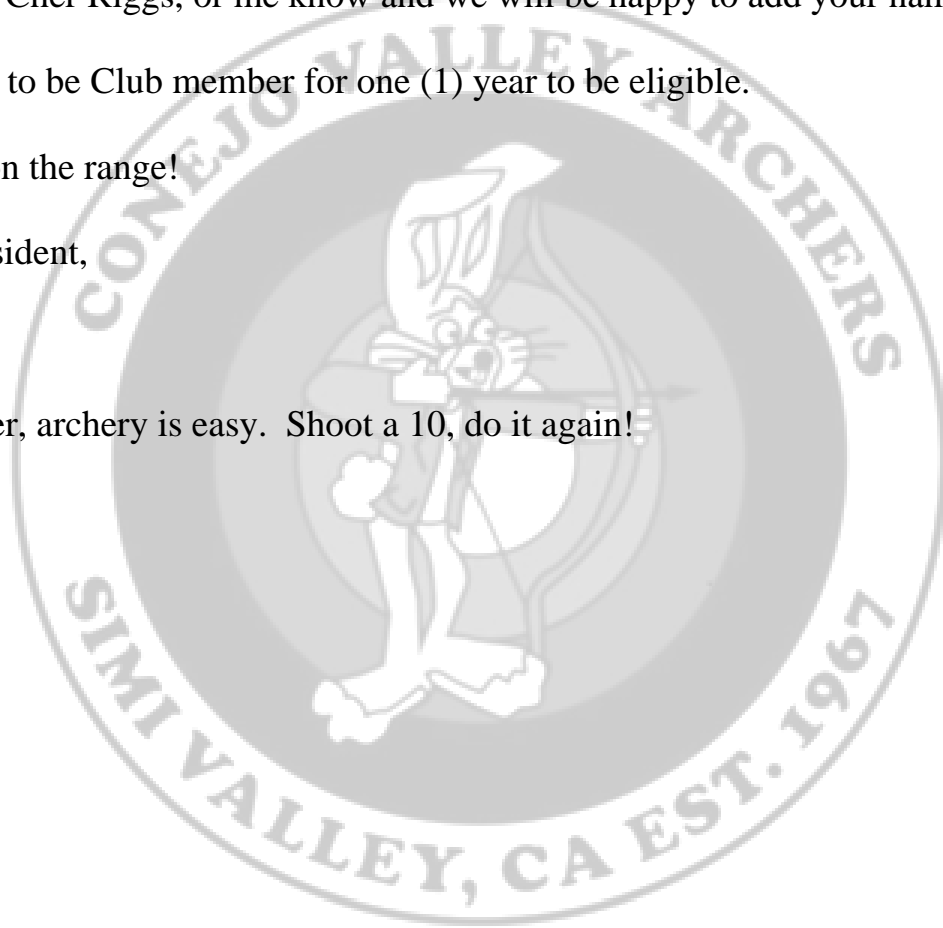 Cher Riggs, or me know and we will be happy to add your
to be Club member for one (1) year to be eligible.
n the range!
sident,
er, archery is easy.  Shoot a 10, do it again!
CONEJO VALLEY ARCHERS
SIMI VALLEY, CA EST. 1967